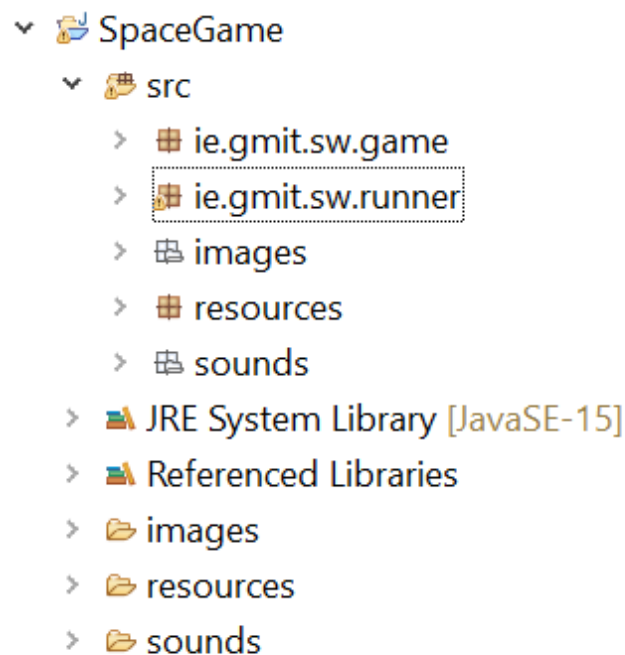 SpaceGame
src
ie.gmit.sw.game
ie.gmit.sw.runner
images
resources
sounds
JRE System Library [JavaSE-15]
Referenced Libraries
images
resources
sounds